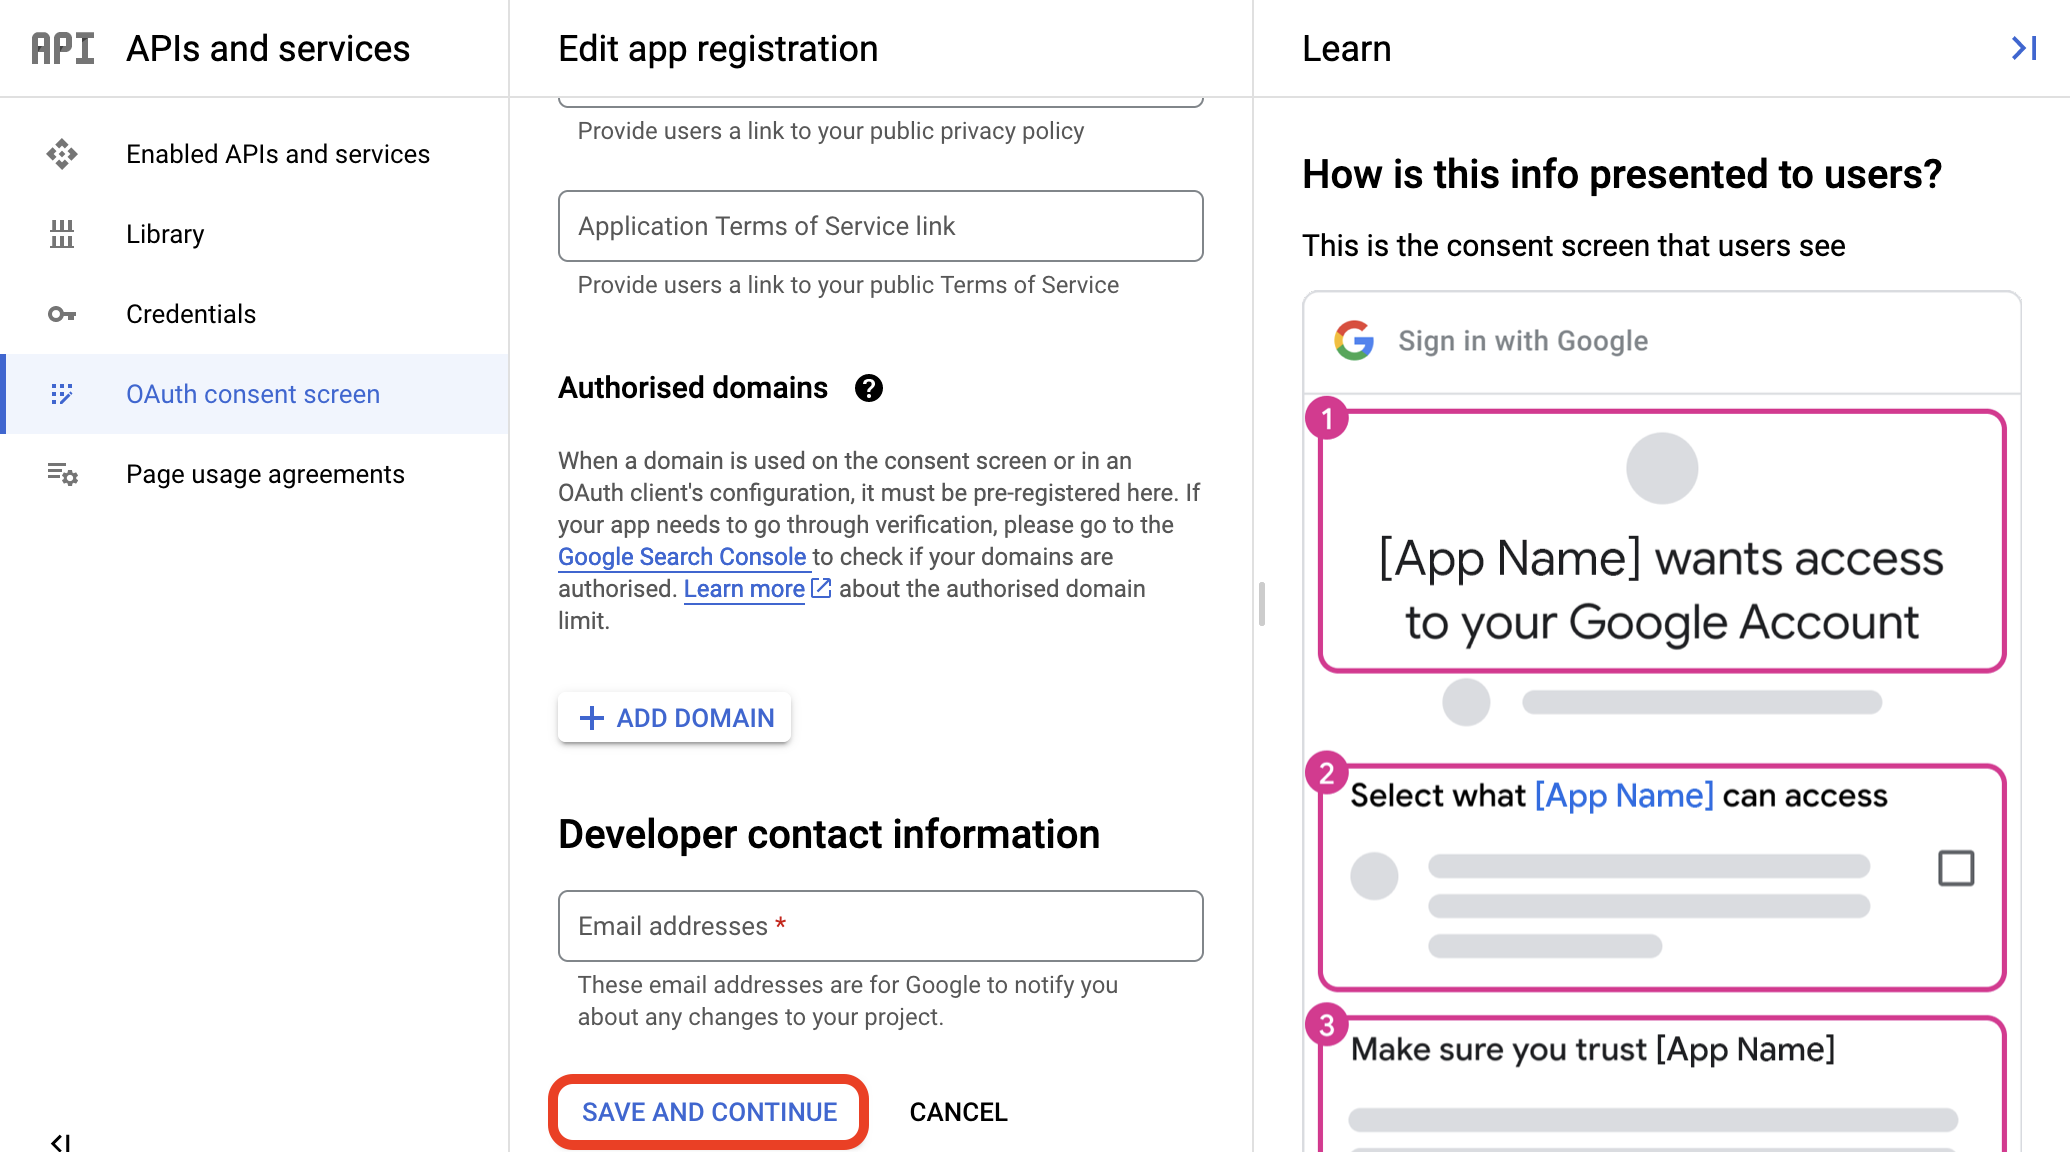 API APIs and services
Enabled APIs and services
Library
Credentials
OAuth consent screen
Page usage agreements
Edit app registration
Provide users a link to your public privacy policy
Application Terms of Service link
Provide users a link to your public Terms of Service
Authorised domains
When a domain is used on the consent screen or in an
OAuth client's configuration, it must be pre-registered here. If
your app needs to go through verification, please go to the
Google Search Console to check if your domains are
authorised. Learn more about the authorised domain
limit.
ADD DOMAIN
Developer contact information
Email addresses *
These email addresses are for Google to notify you
about any changes to your project.
SAVE AND CONTINUE CANCEL
Learn
How is this info presented to users?
This is the consent screen that users see
Sign in with Google
1
[App Name] wants access
to your Google Account
2
Select what [App Name] can access
3
Make sure you trust [App Name]